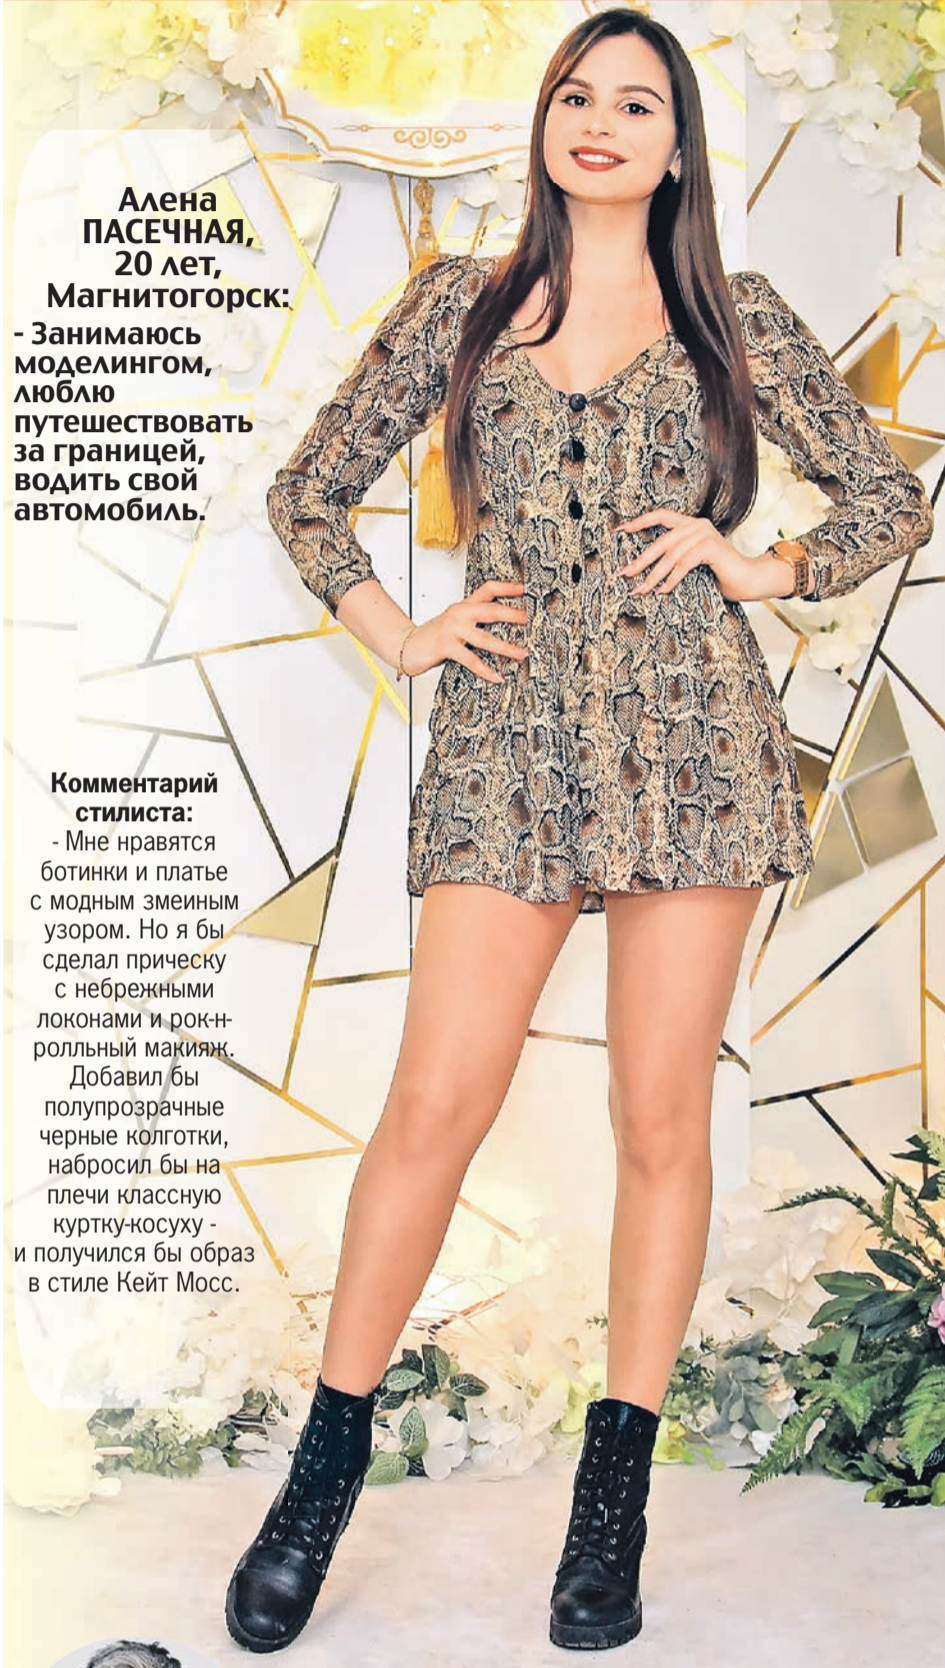 Алена
ПАСЕЧНАЯ,
20 лет,
Магнитогорск:
- Занимаюсь
моделингом,
люблю
путешествовать
за границей,
водить свой
автомобиль.
Комментарий
стилиста:
- Мне нравятся
ботинки и платье
с модным змеиным
узором. Но я бы
сделал прическу
с небрежными
локонами и рок-н-
ролльный макияж.
Добавил бы
полупрозрачные
черные колготки,
набросил бы на
плечи классную
куртку-косуху -
и получился бы образ
в стиле Кейт Мосс.